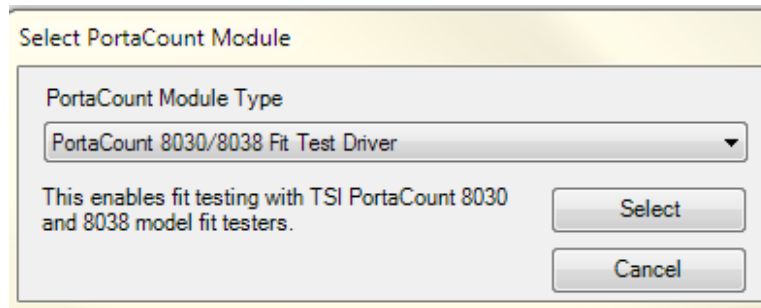 Select PortaCount Module
PortaCount Module Type
PortaCount 8030/8038 Fit Test Driver
This enables fit testing with TSI PortaCount 8030
and 8038 model fit testers.
Select
Cancel